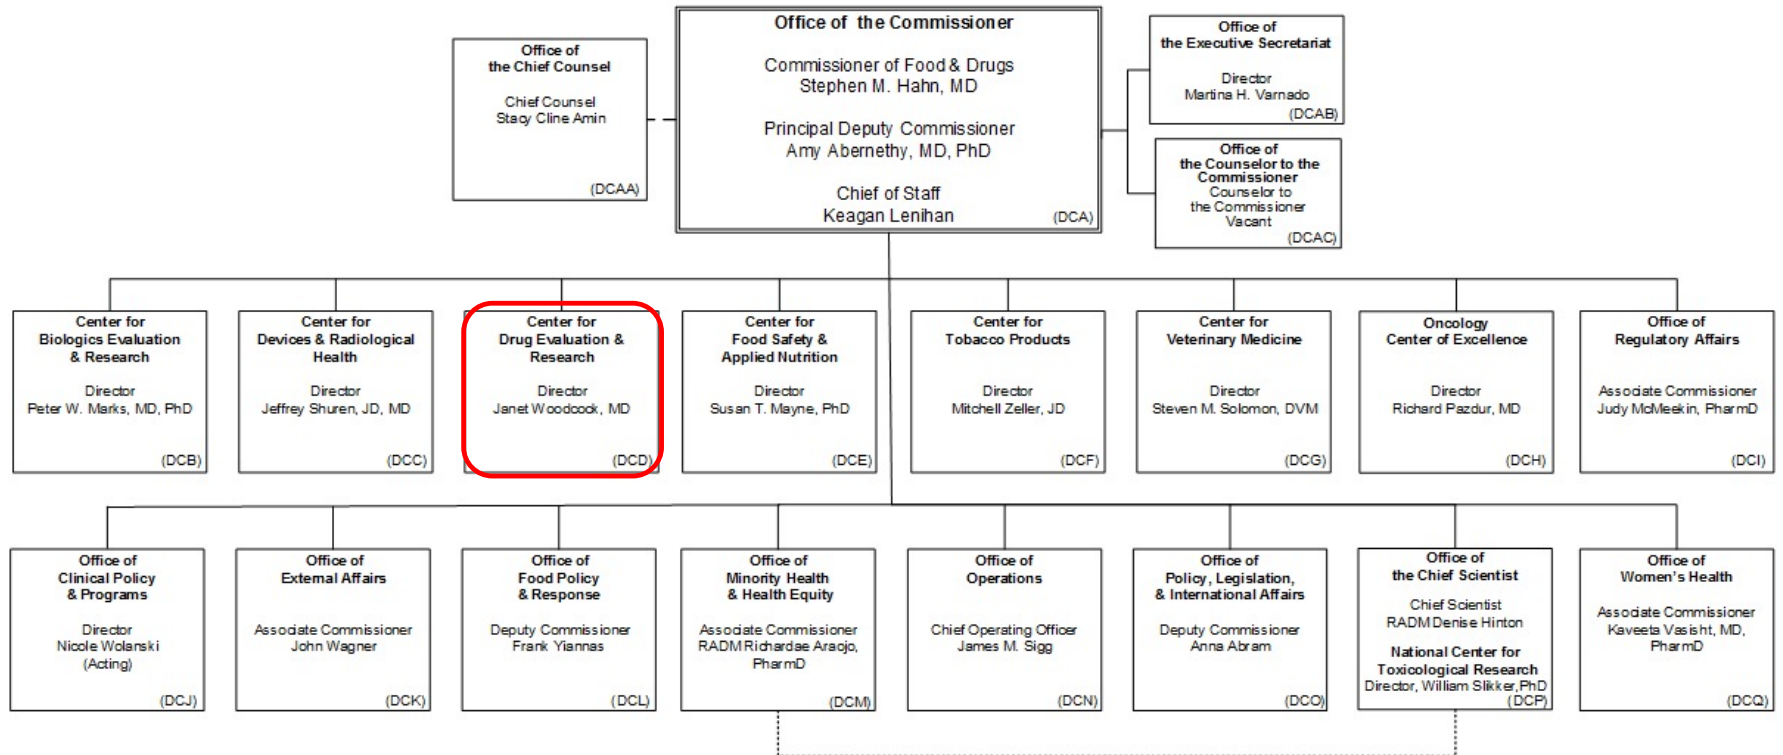 Office of the Commissioner
Commissioner of Food & Drugs
Stephen M. Hahn, MD
Principal Deputy Commissioner
Amy Abernethy, MD, PhD
Chief of Staff
Keagan Lenihan
(DCA)
Office of
the Chief Counsel
Chief Counsel
Stacy Cline Amin
(DCAA)
Office of
the Executive Secretariat
Director
Martina H. Varnado
(DCAB)
Office of
the Counselor to the
Commissioner
Counselor to
the Commissioner
Vacant
(DCAC)
Center for
Biologics Evaluation
& Research
Director
Peter W. Marks, MD, PhD
(DCB)
Center for
Devices & Radiological
Health
Director
Jeffrey Shuren, JD, MD
(DCC)
Center for
Drug Evaluation &
Research
Director
Janet Woodcock, MD
(DCD)
Center for
Food Safety &
Applied Nutrition
Director
Susan T. Mayne, PhD
(DCE)
Center for
Tobacco Products
Director
Mitchell Zeller, JD
(DCF)
Center for
Veterinary Medicine
Director
Steven M. Solomon, DVM
(DCG)
Oncology
Center of Excellence
Director
Richard Pazdur, MD
(DCH)
Office of
Regulatory Affairs
Associate Commissioner
Judy McMeekin, PharmD
(DCI)
Office of
Clinical Policy
& Programs
Director
Nicole Wolanski
(Acting)
(DCJ)
Office of
External Affairs
Associate Commissioner
John Wagner
(DCK)
Office of
Food Policy
& Response
Deputy Commissioner
Frank Yiannas
(DCL)
Office of
Minority Health
& Health Equity
Associate Commissioner
RADM Richardae Araojo,
PharmD
(DCM)
Office of
Operations
Chief Operating Officer
James M. Sigg
(DCN)
Office of
Policy, Legislation,
& International Affairs
Deputy Commissioner
Anna Abram
(DCO)
Office of
the Chief Scientist
Chief Scientist
RADM Denise Hinton
National Center for
Toxicological Research
Director, William Slikker, PhD
(DCP)
Office of
Women's Health
Associate Commissioner
Kaveeta Vasisht, MD,
PharmD
(DCQ)